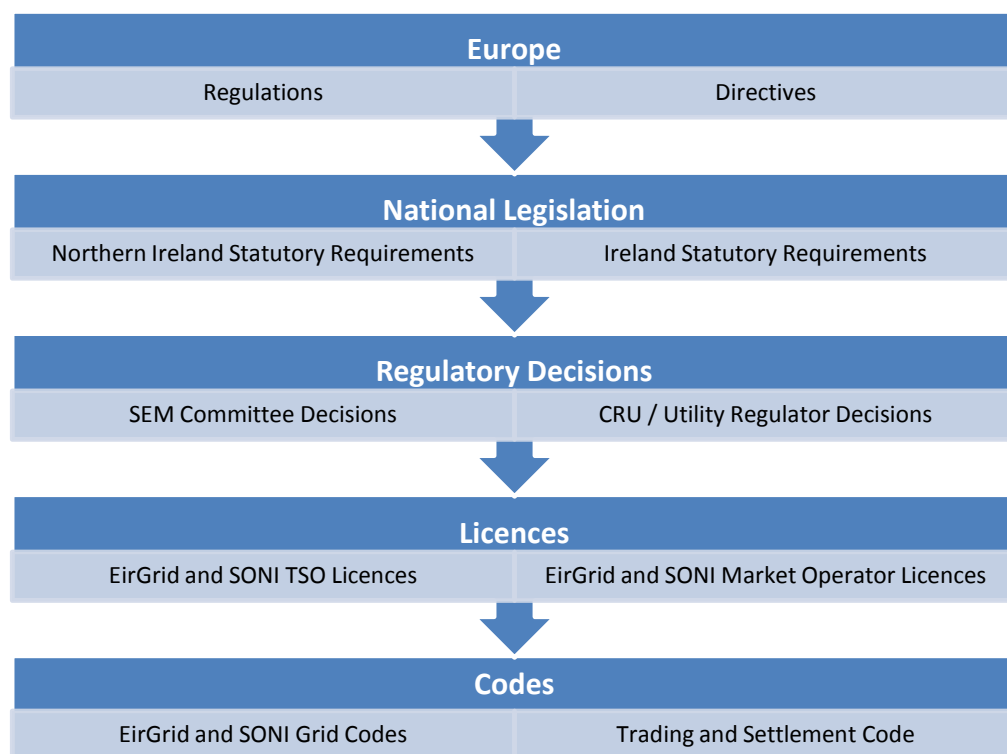 Europe
Regulations
Directives
National Legislation
Northern Ireland Statutory Requirements
Ireland Statutory Requirements
Regulatory Decisions
SEM Committee Decisions
CRU / Utility Regulator Decisions
Licences
EirGrid and SONI TSO Licences
EirGrid and SONI Market Operator Licences
Codes
EirGrid and SONI Grid Codes
Trading and Settlement Code